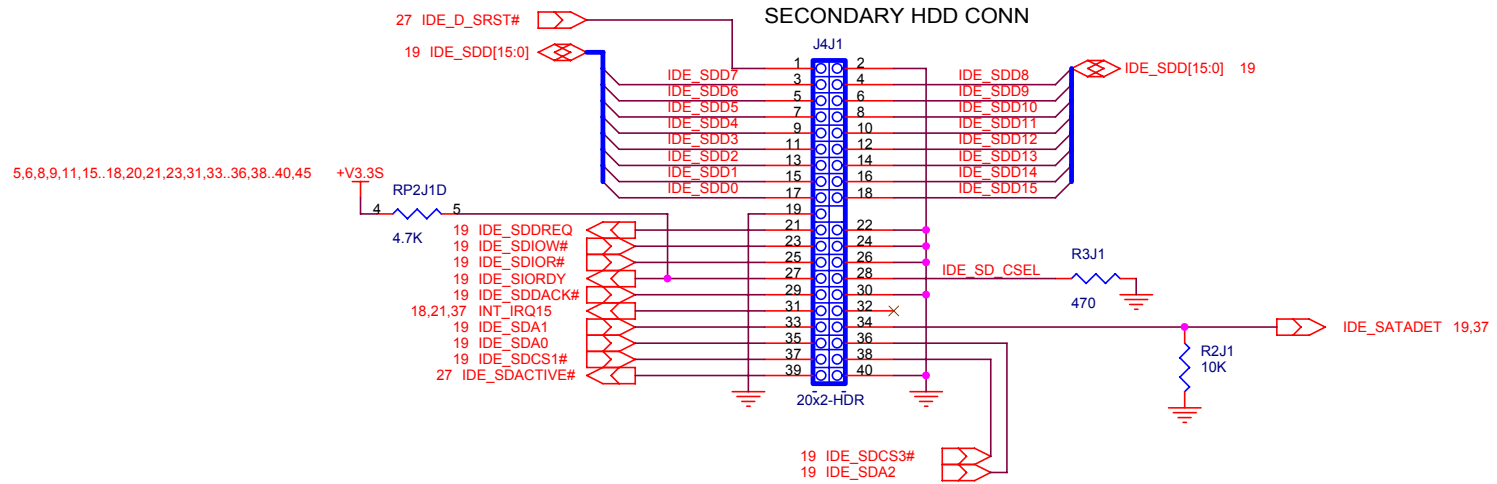 SECONDARY HDD CONN
27 IDE_D_SRST#
19 IDE_SDD[15:0]
J4J1
IDE_SDD[15:0] 19
1 2
IDE_SDD7 3 4 IDE_SDD8
IDE_SDD6 5 6 IDE_SDD9
IDE_SDD5 7 8 IDE_SDD10
IDE_SDD4 9 10 IDE_SDD11
IDE_SDD3 11 12 IDE_SDD12
IDE_SDD2 13 14 IDE_SDD13
IDE_SDD1 15 16 IDE_SDD14
IDE_SDD0 17 18 IDE_SDD15
5,6,8,9,11,15..18,20,21,23,31,33..36,38..40,45 +V3.3S
RP2J1D
4 5
4.7K
19
19 IDE_SDDREQ 21 22
19 IDE_SDIOW# 23 24
19 IDE_SDIOR# 25 26
19 IDE_SIORDY 27 28 IDE_SD_CSEL
R3J1
470
19 IDE_SDDACK# 29 30
18,21,37 INT_IRQ15 31 32
19 IDE_SDA1 33 34
IDE_SATADET 19,37
19 IDE_SDA0 35 36
19 IDE_SDCS1# 37 38
27 IDE_SDACTIVE# 39 40
R2J1
10K
20x2-HDR
19 IDE_SDCS3#
19 IDE_SDA2